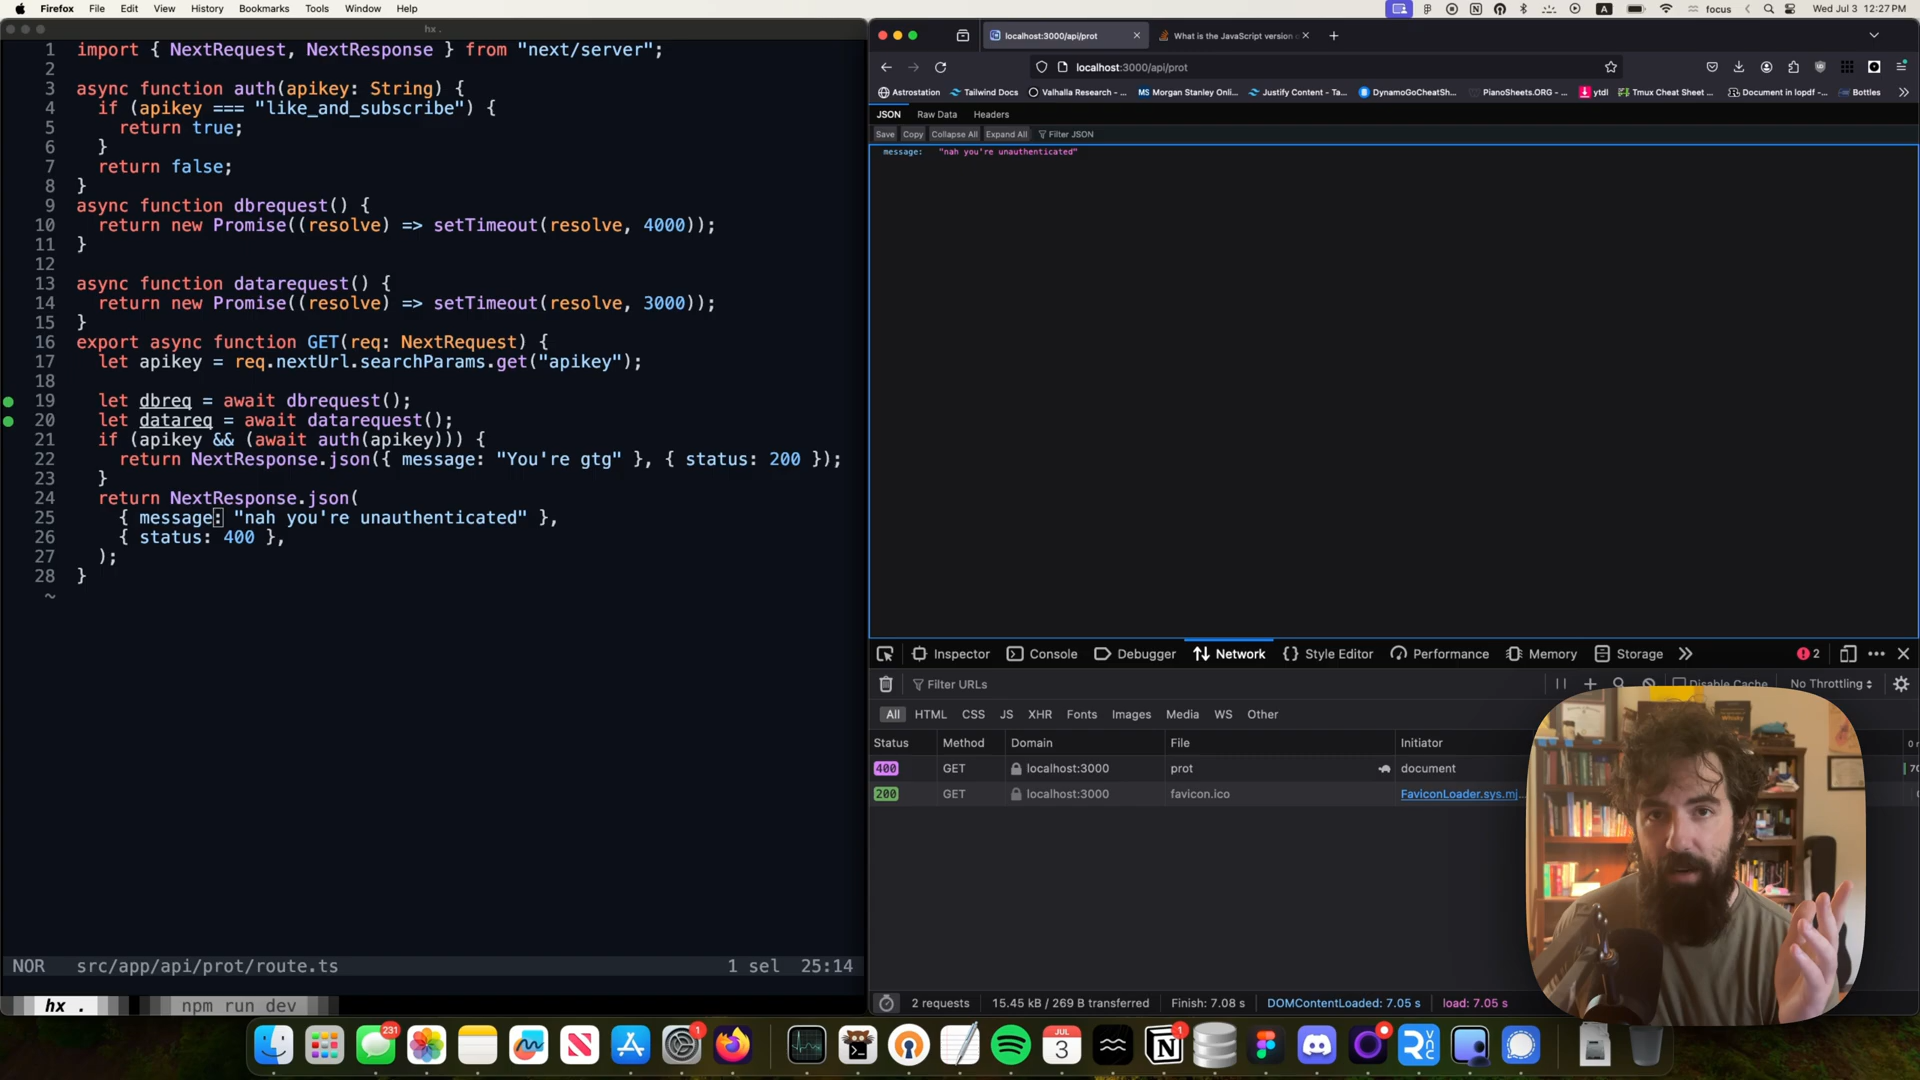 Firefox File Edit View History Bookmarks Tools Window Help
focus Wed Jul 3 12:27 PM
hx .
1 import { NextRequest, NextResponse } from "next/server";
2
3 async function auth(apikey: String) {
4 if (apikey === "like_and_subscribe") {
5 return true;
6 }
7 return false;
8 }
9 async function dbrequest() {
10 return new Promise((resolve) => setTimeout(resolve, 4000));
11 }
12
13 async function datarequest() {
14 return new Promise((resolve) => setTimeout(resolve, 3000));
15 }
16 export async function GET(req: NextRequest) {
17 let apikey = req.nextUrl.searchParams.get("apikey");
18
19 let dbreq = await dbrequest();
20 let datareq = await datarequest();
21 if (apikey && (await auth(apikey))) {
22 return NextResponse.json({ message: "You're gtg" }, { status: 200 });
23 }
24 return NextResponse.json(
25 { message: "nah you're unauthenticated" },
26 { status: 400 },
27 );
28 }
~
NOR src/app/api/prot/route.ts 1 sel 25:14
hx . npm run dev
localhost:3000/api/prot
What is the JavaScript version o
localhost:3000/api/prot
Astrostation Tailwind Docs Valhalla Research - ... Morgan Stanley Onli... Justify Content - Ta... DynamoGoCheatSh... PianoSheets.ORG - ... ytdl Tmux Cheat Sheet ... Document in lopdf - ... Bottles
JSON Raw Data Headers
Save Copy Collapse All Expand All Filter JSON
message: "nah you're unauthenticated"
Inspector Console Debugger Network Style Editor Performance Memory Storage 2
Filter URLs Disable Cache No Throttling
All HTML CSS JS XHR Fonts Images Media WS Other
Status Method Domain File Initiator
400 GET localhost:3000 prot document
200 GET localhost:3000 favicon.ico FaviconLoader.sys.mj...
2 requests 15.45 kB / 269 B transferred Finish: 7.08 s DOMContentLoaded: 7.05 s load: 7.05 s
231
1
JUL
3
1